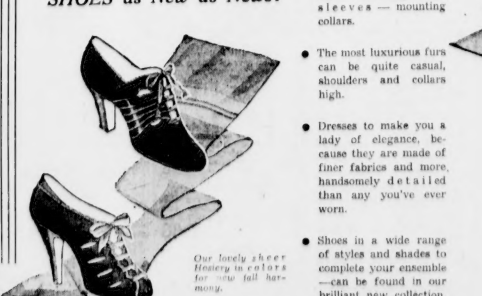 SHOES as New as News!
Our lovely sheer
Hosiery in colors
for new fall har-
mony.
sleeves — mounting
collars.
● The most luxurious furs
can be quite casual,
shoulders and collars
high.
● Dresses to make you a
lady of elegance, be-
cause they are made of
finer fabrics and more
handsomely detailed
than any you've ever
worn.
● Shoes in a wide range
of styles and shades to
complete your ensemble
—can be found in our
brilliant new collection.